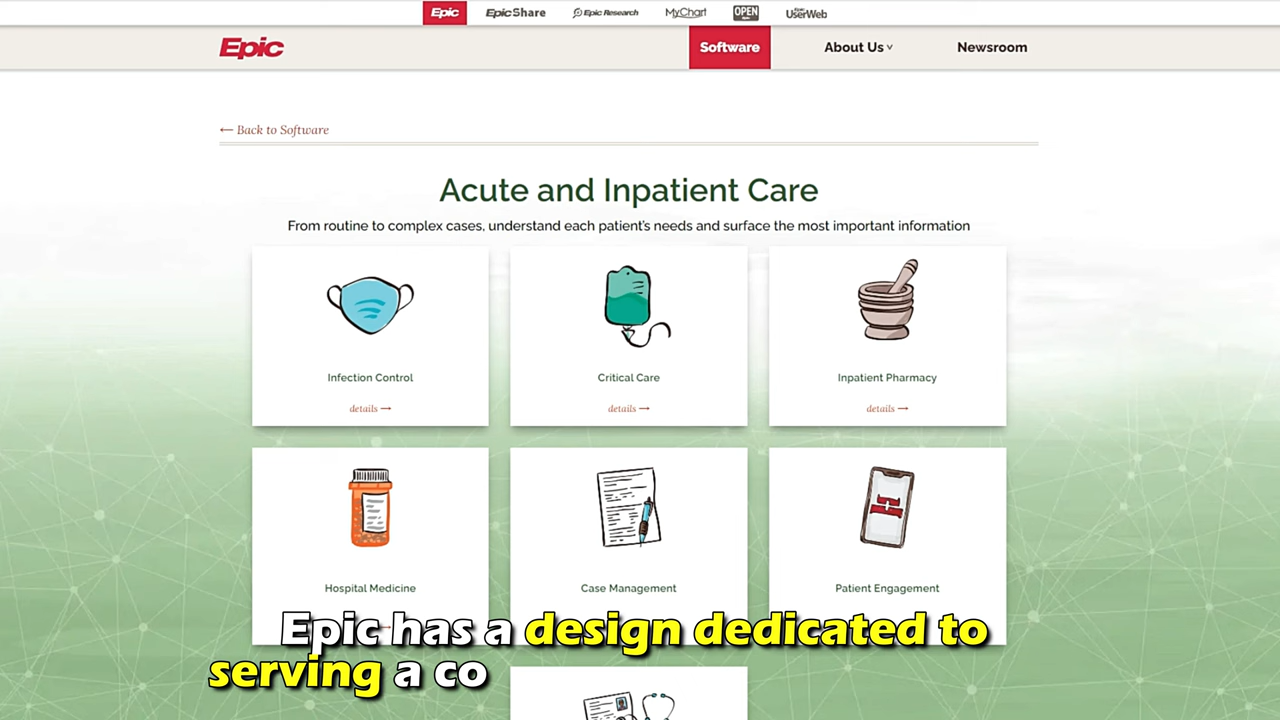 Epic EpicShare Epic Research MyChart OPEN epic Epic UserWeb
Epic Software About Us Newsroom
← Back to Software
Acute and Inpatient Care
From routine to complex cases, understand each patient's needs and surface the most important information
Infection Control Critical Care Inpatient Pharmacy
details → details → details →
Hospital Medicine Case Management Patient Engagement
Epic has a design dedicated to
serving a co